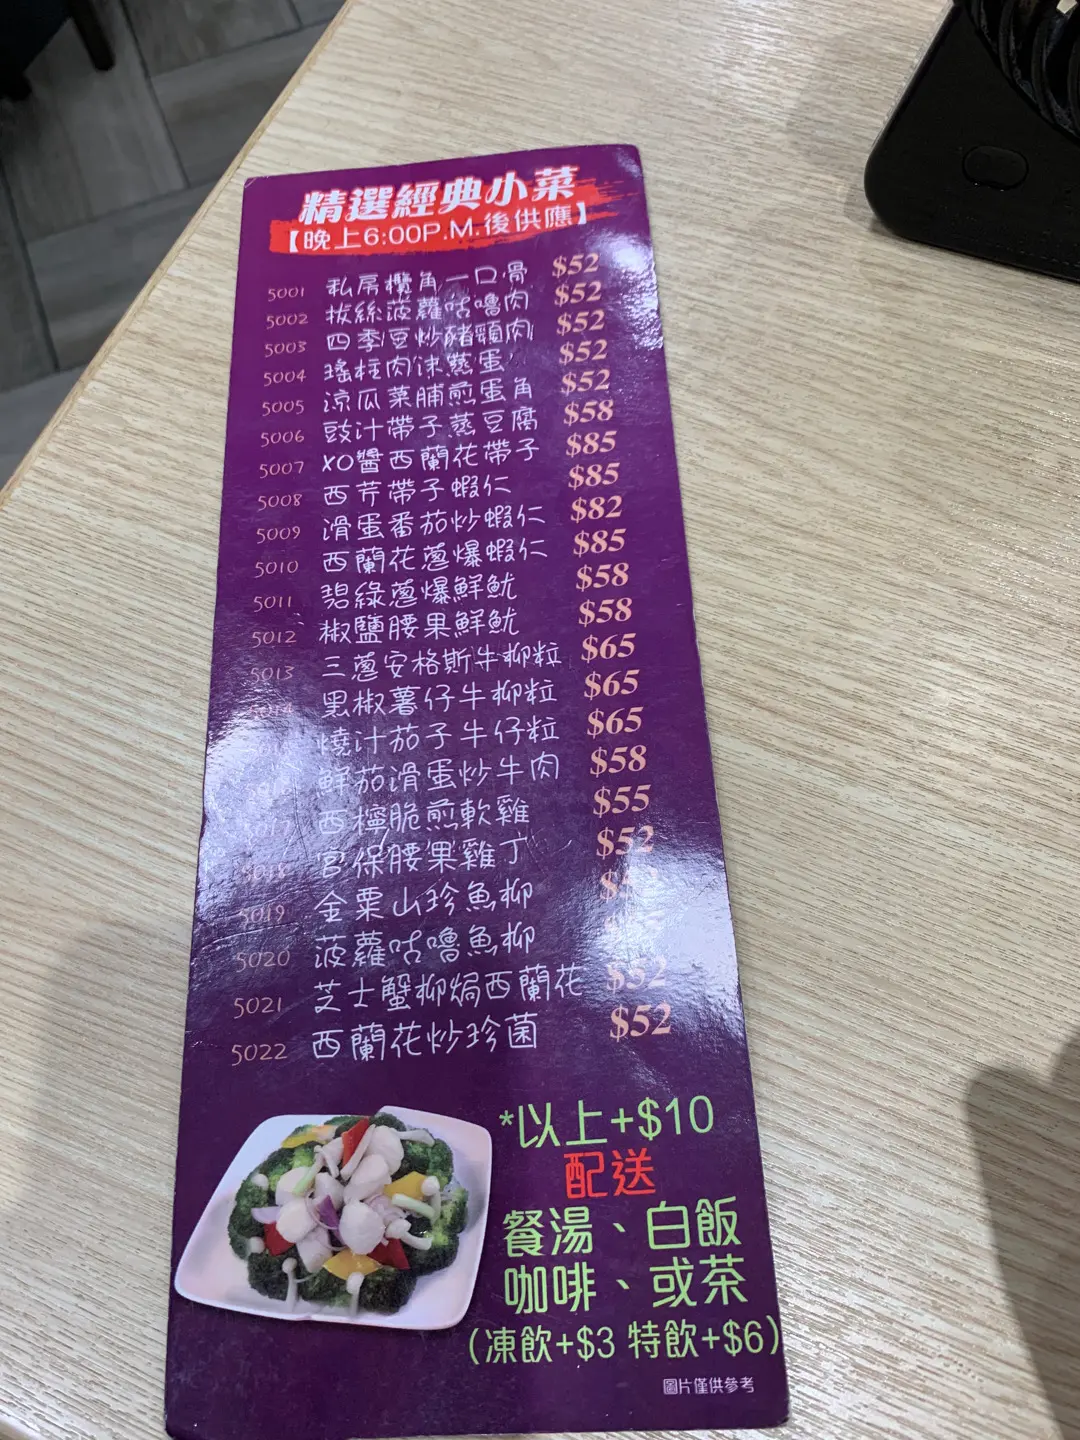 精選經典小菜
【晚上6:00P.M.後供應】
5001 私房欖角一口骨 $52
5002 拔絲菠蘿咕嚕肉 $52
5003 四季豆炒豬頸肉 $52
5004 瑤柱肉沬蒸蛋 $52
5005 涼瓜菜脯煎蛋角 $52
5006 豉汁帶子蒸豆腐 $58
5007 XO醬西蘭花帶子 $85
5008 西芹帶子蝦仁 $85
5009 滑蛋番茄炒蝦仁 $82
5010 西蘭花蔥爆蝦仁 $85
5011 碧綠蔥爆鮮魷 $58
5012 椒鹽腰果鮮魷 $58
5013 三蔥安格斯牛柳粒 $65
5014 黑椒薯仔牛柳粒 $65
燒汁茄子牛仔粒 $65
鮮茄滑蛋炒牛肉 $58
5017 西檸脆煎軟雞 $55
5018 宮保腰果雞丁 $52
5019 金粟山珍魚柳
5020 菠蘿咕嚕魚柳
5021 芝士蟹柳焗西蘭花 $52
5022 西蘭花炒珍菌 $52
*以上+$10
配送
餐湯、白飯
咖啡、或茶
(凍飲+$3 特飲+$6)
圖片僅供參考